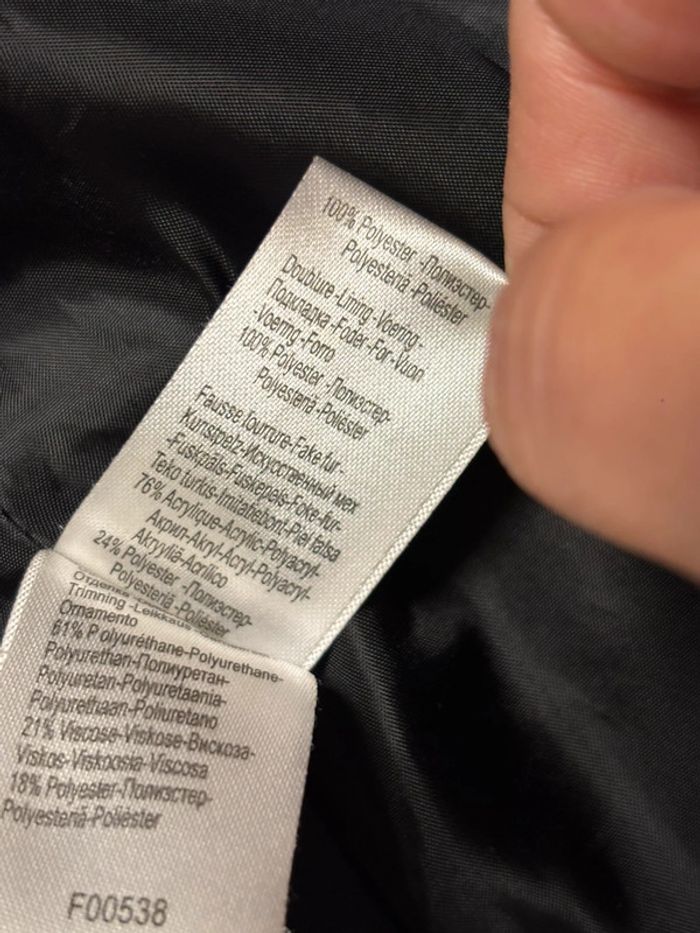 100% Polyester -Полиэстер-
Polyesteriä -Poliéster
Doublure -Lining -Voering-
Подкладка -Foder -For -Vuori
-Voering -Forro
100% Polyester -Полиэстер-
Polyesteriä -Poliéster
Fausse fourrure-Fake fur-
Kunstpelz-Искусственный мех
-Fuskpäls-Fuskepels-Foke-fur-
Teko turkis-Imitatiebont-Piel falsa
76% Acrylique-Acrylic-Polyacryl-
Акрил-Akryl-Acryl-Polyacryl-
Akryyliä-Acrílico
24% Polyester -Полиэстер-
Polyesteriä -Poliéster
Отделка
Trimning -Leikkaus
Ornamento
61% Polyuréthane-Polyurethane-
Polyurethan-Полиуретан-
Polyuretan-Polyuretaania-
Polyurethaan-Poliuretano
21% Viscose-Viskose-Вискоза-
Viskos-Viskoosia-Viscosa
18% Polyester-Полиэстер-
Polyesteriä-Poliéster
F00538